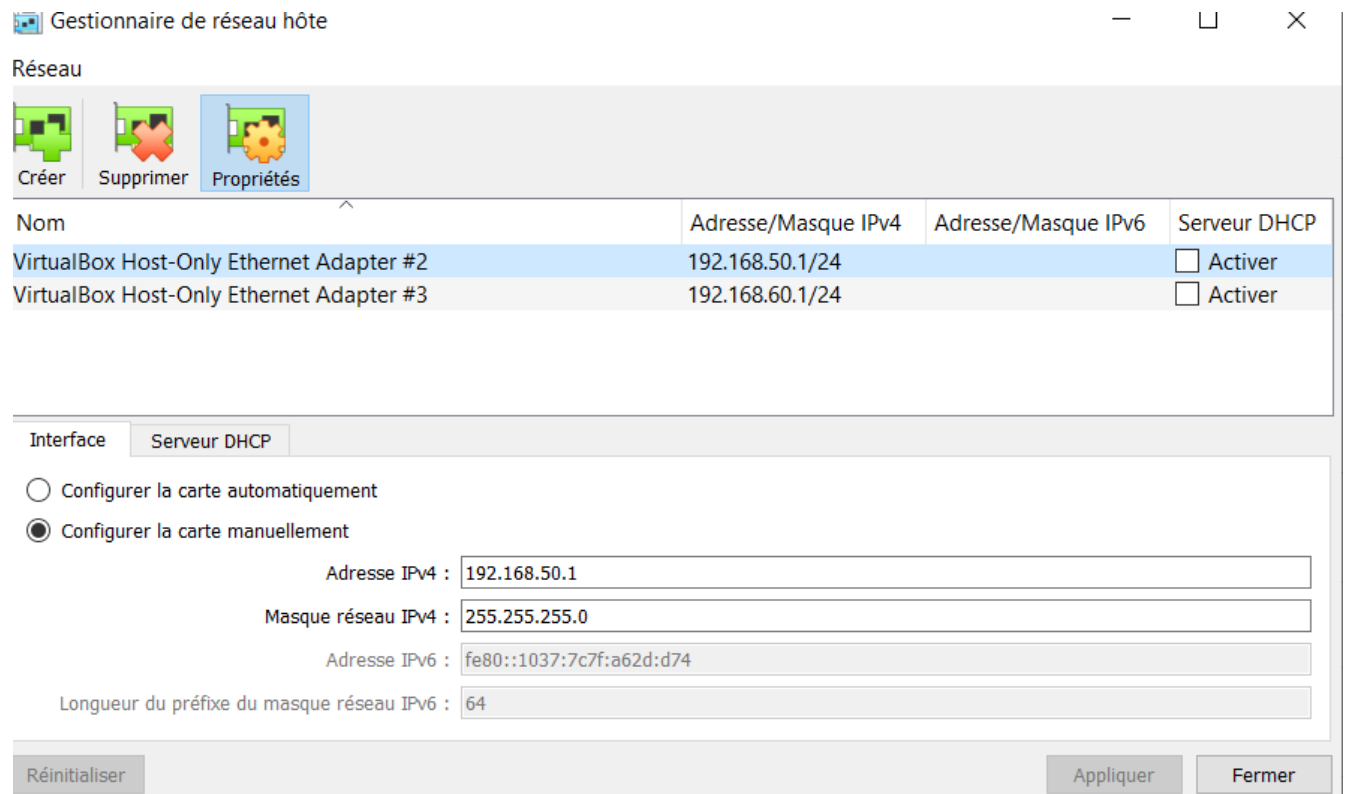 Gestionnaire de réseau hôte
Réseau
Créer Supprimer Propriétés
Nom Adresse/Masque IPv4 Adresse/Masque IPv6 Serveur DHCP
VirtualBox Host-Only Ethernet Adapter #2 192.168.50.1/24 Activer
VirtualBox Host-Only Ethernet Adapter #3 192.168.60.1/24 Activer
Interface Serveur DHCP
Configurer la carte automatiquement
Configurer la carte manuellement
Adresse IPv4 : 192.168.50.1
Masque réseau IPv4 : 255.255.255.0
Adresse IPv6 : fe80::1037:7c7f:a62d:d74
Longueur du préfixe du masque réseau IPv6 : 64
Réinitialiser Appliquer Fermer